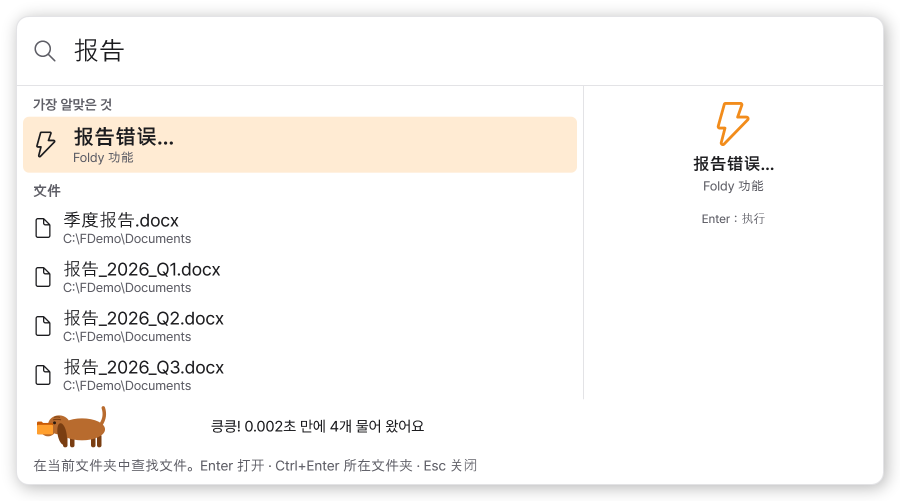 报告
가장 알맞은 것
报告错误...
Foldy 功能
文件
季度报告.docx
C:\FDemo\Documents
报告_2026_Q1.docx
C:\FDemo\Documents
报告_2026_Q2.docx
C:\FDemo\Documents
报告_2026_Q3.docx
C:\FDemo\Documents
킁킁! 0.002초 만에 4개 물어 왔어요
在当前文件夹中查找文件。Enter 打开 · Ctrl+Enter 所在文件夹 · Esc 关闭
报告错误...
Foldy 功能
Enter：执行